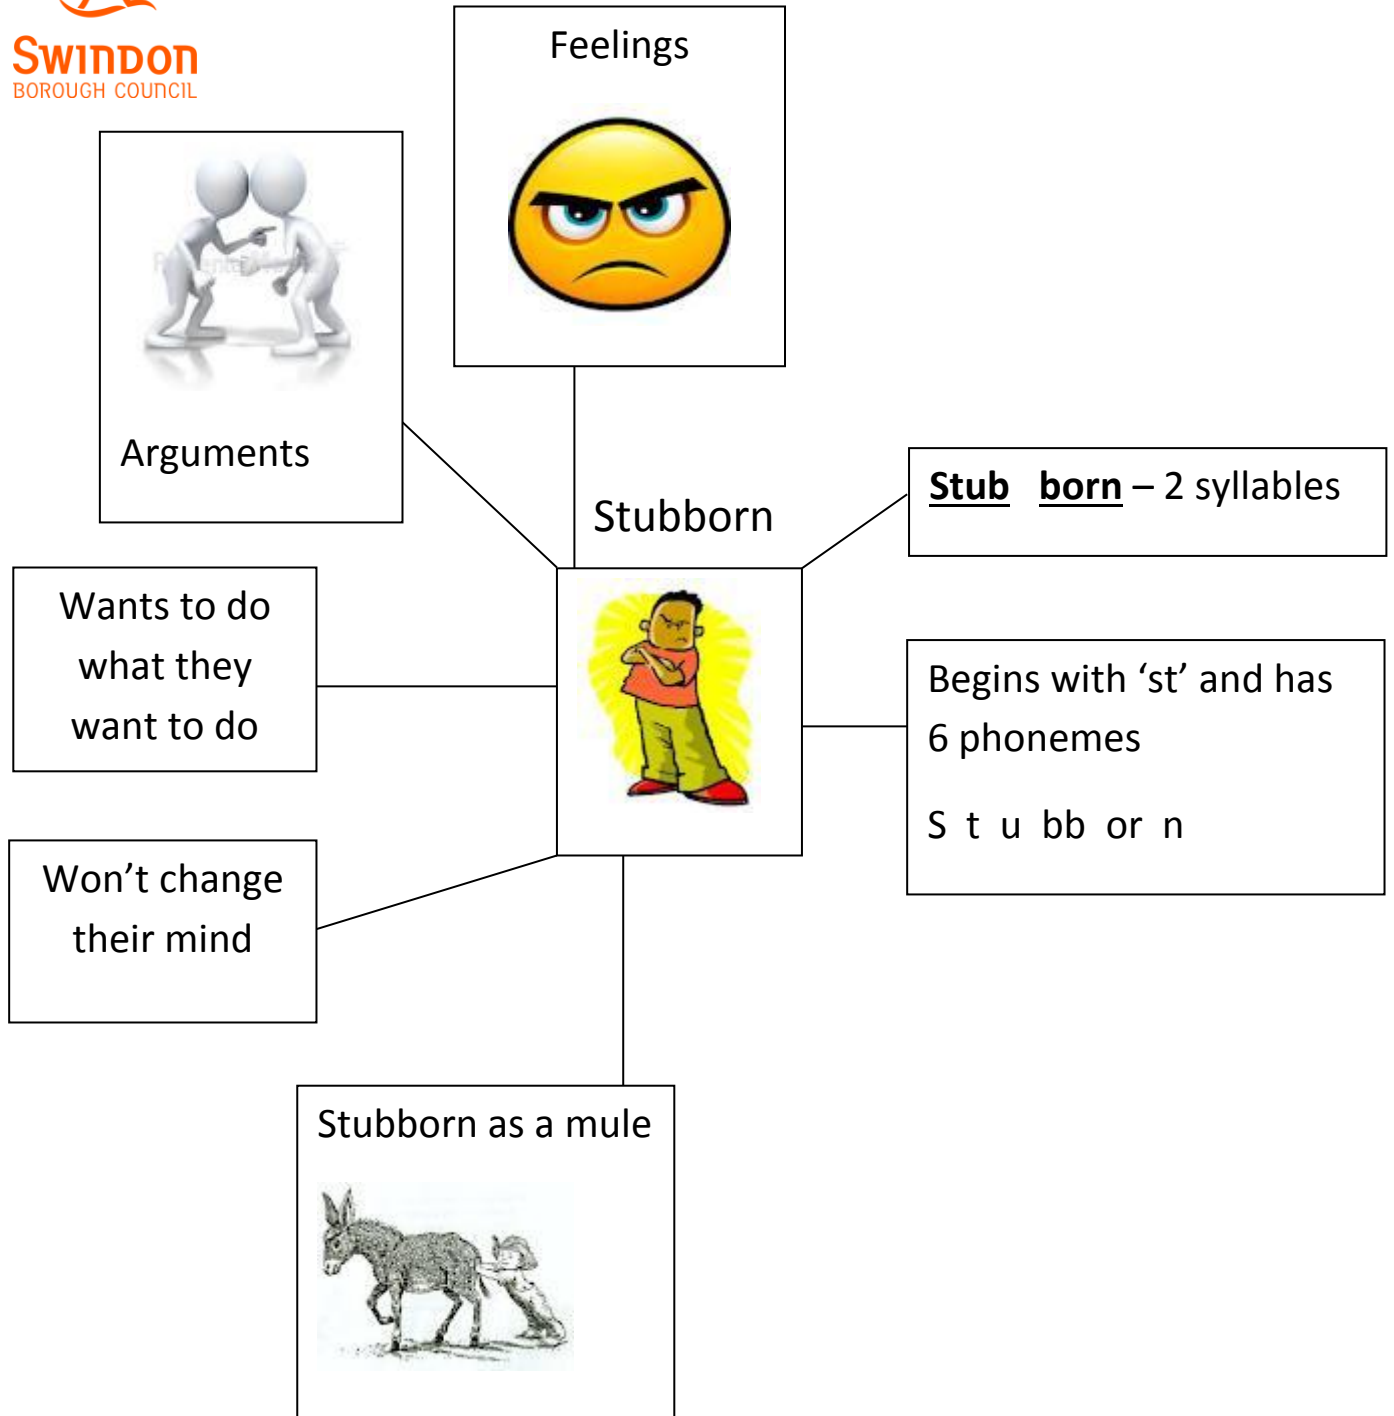 SWINDON
BOROUGH COUNCIL
Feelings
Arguments
Stubborn
Stub born – 2 syllables
Wants to do
what they
want to do
Begins with ‘st’ and has
6 phonemes
S t u bb or n
Won’t change
their mind
Stubborn as a mule